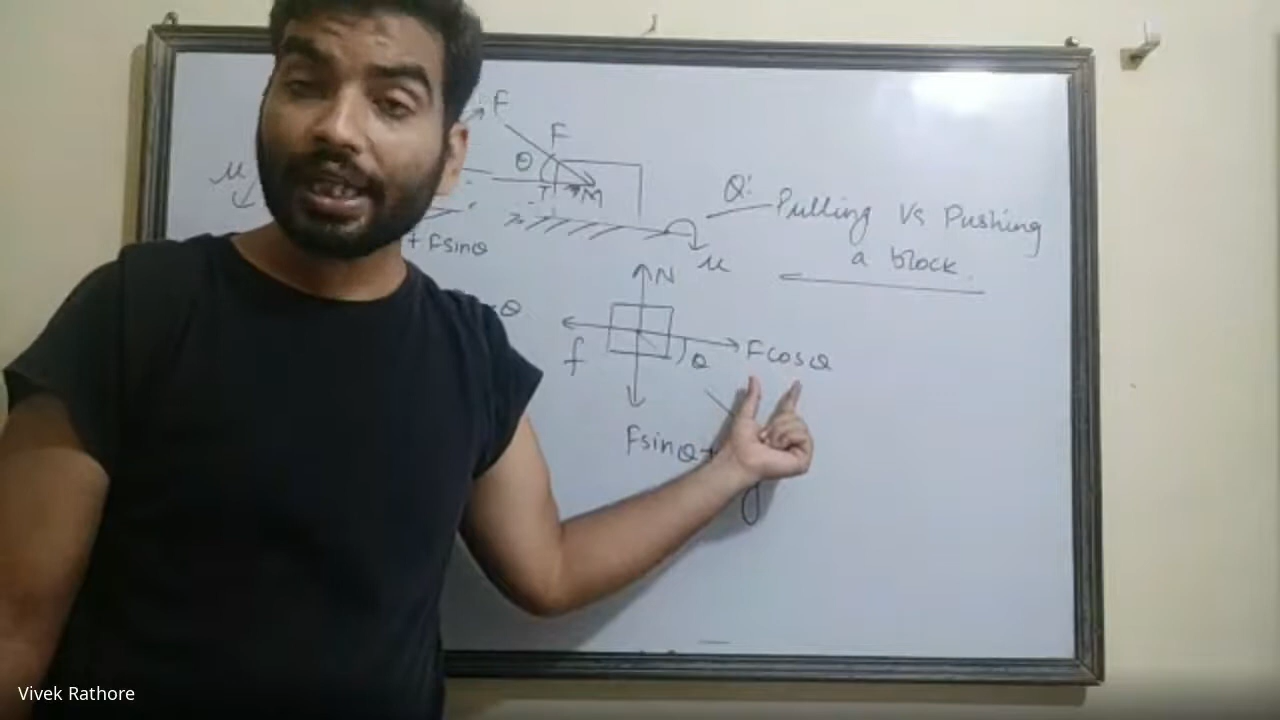 F
F
θ
M
μ
Q: Pulling Vs Pushing
a block.
+ Fsinθ
μ
N
θ
f
θ
Fcosθ
Fsinθ+
g
Vivek Rathore